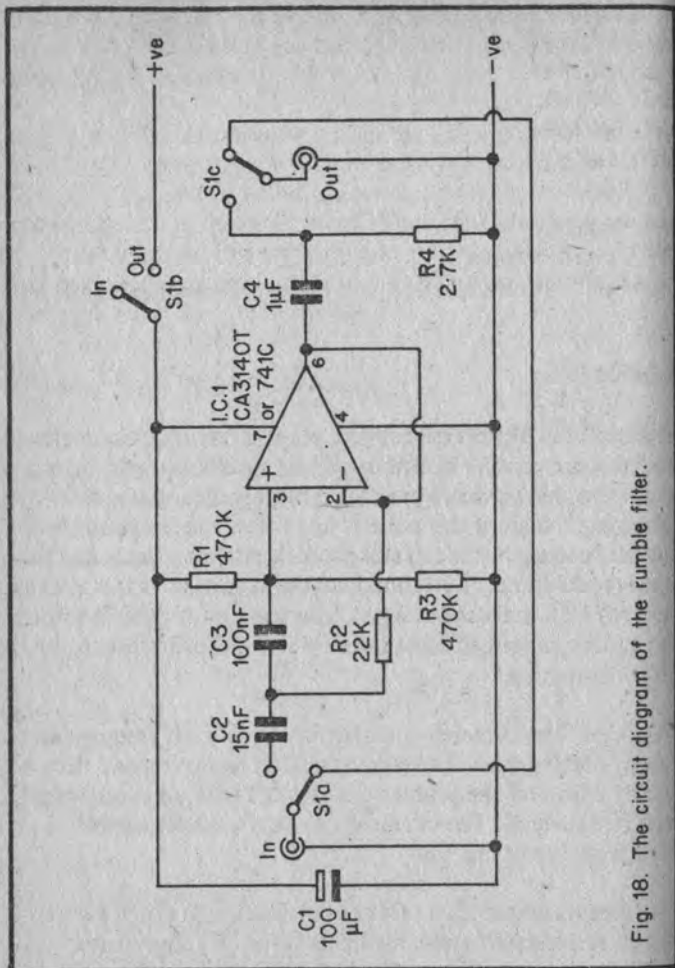 +ve
In
Out
S1b
S1c
Out
C4
1µF
R4
2·7K
–ve
I.C.1
CA3140T
or 741C
7
+
3
–
2
6
4
R1
470K
C3
100nF
R2
22K
R3
470K
C2
15nF
S1a
In
C1
100
µF
Fig. 18. The circuit diagram of the rumble filter.